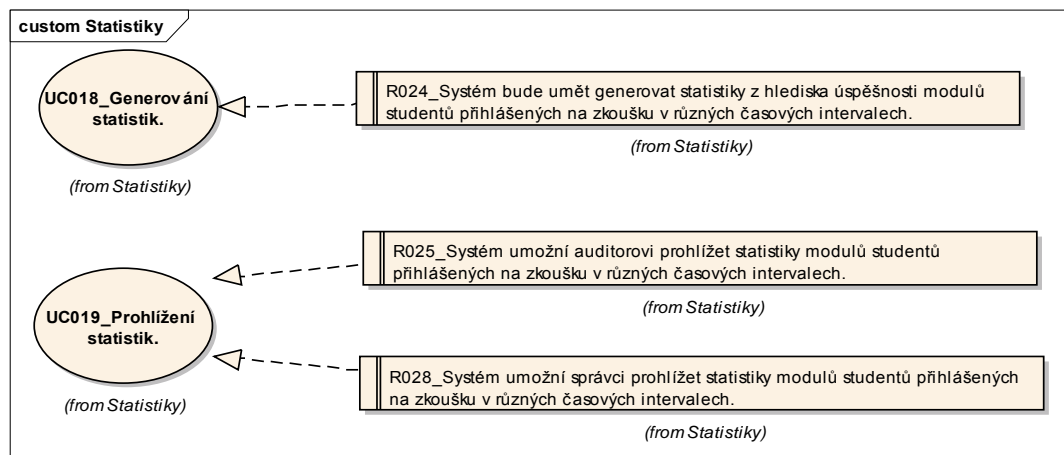 custom Statistiky
UC018_Generování
statistik.
(from Statistiky)
R024_Systém bude umět generovat statistiky z hlediska úspěšnosti modulů
studentů přihlášených na zkoušku v různých časových intervalech.
(from Statistiky)
R025_Systém umožní auditorovi prohlížet statistiky modulů studentů
přihlášených na zkoušku v různých časových intervalech.
(from Statistiky)
UC019_Prohlížení
statistik.
(from Statistiky)
R028_Systém umožní správci prohlížet statistiky modulů studentů přihlášených
na zkoušku v různých časových intervalech.
(from Statistiky)